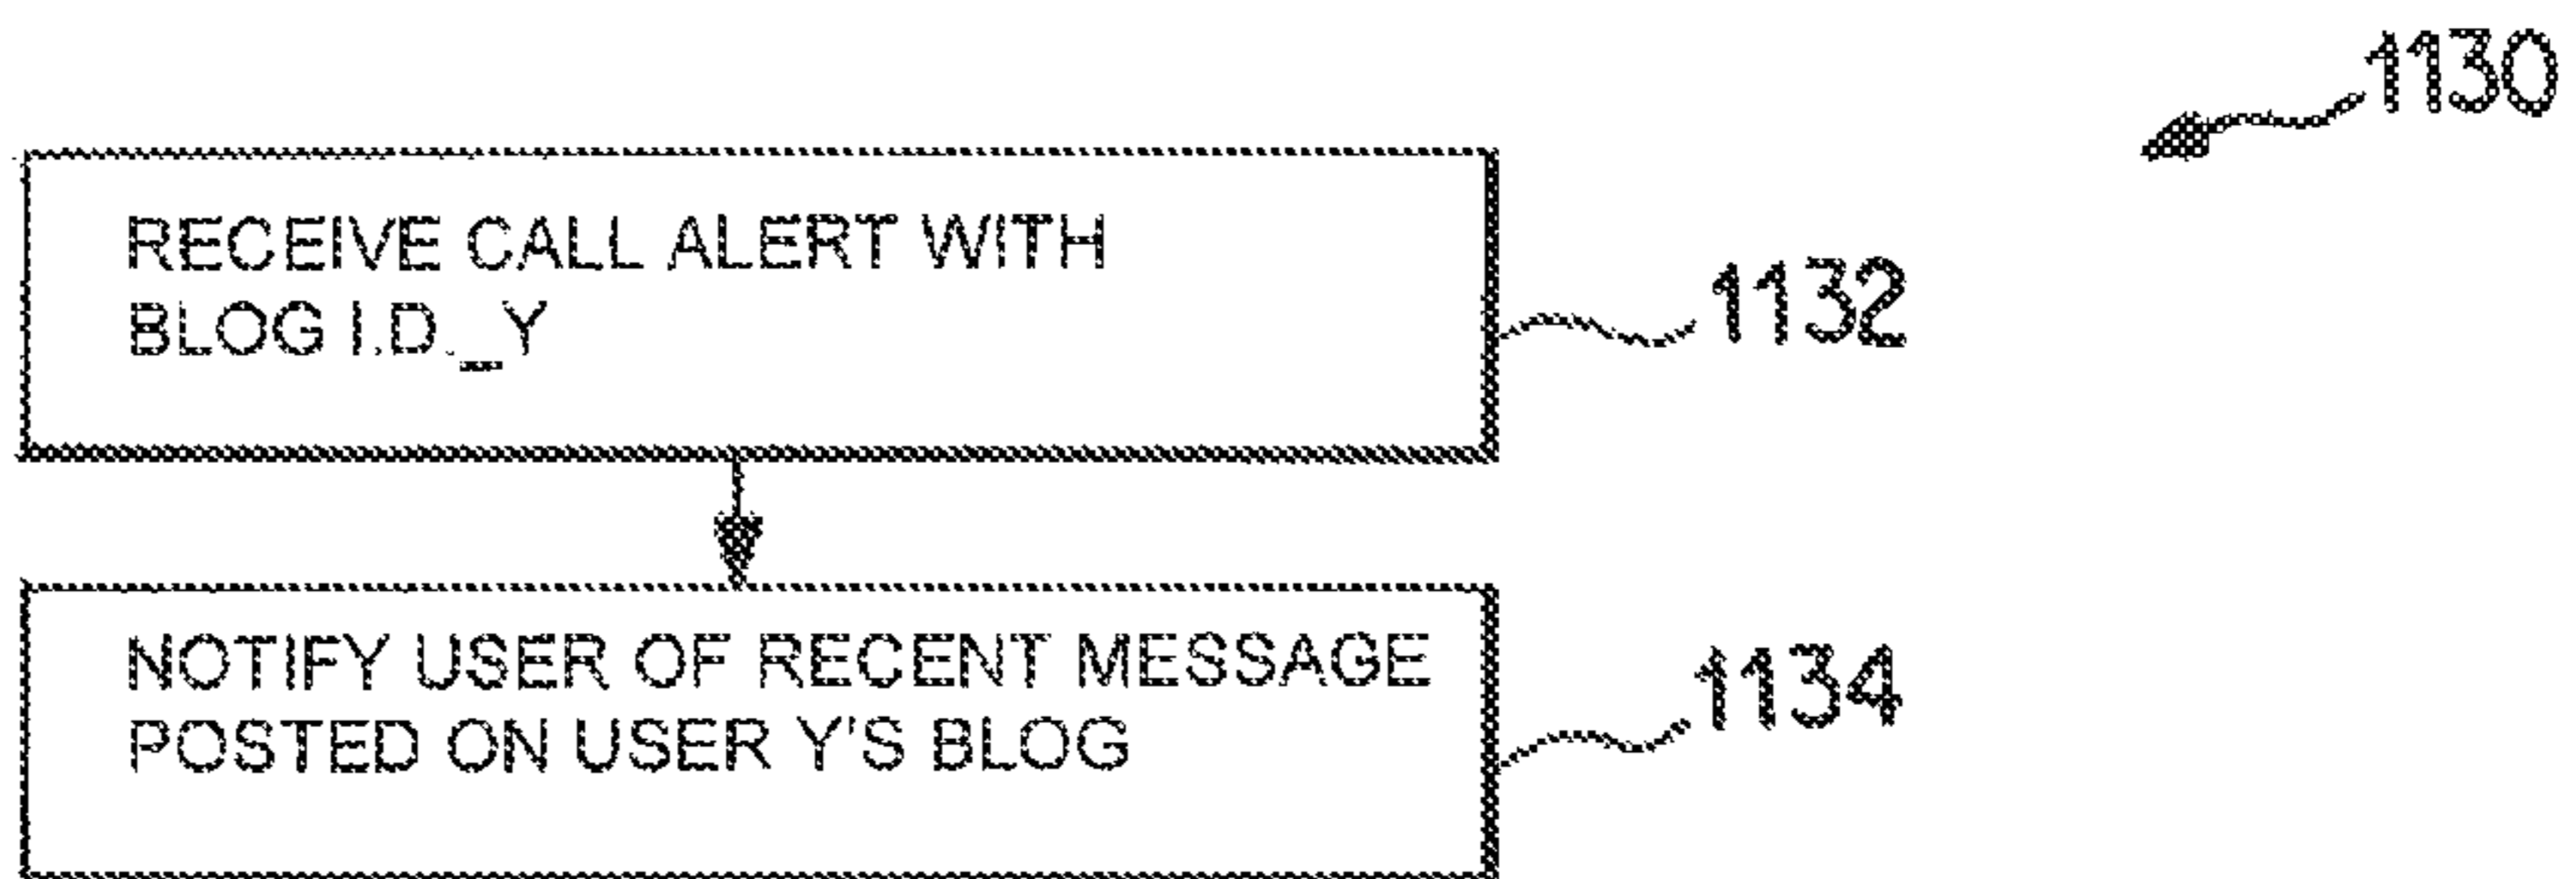 1130
RECEIVE CALL ALERT WITH
BLOG I.D._Y
1132
NOTIFY USER OF RECENT MESSAGE
POSTED ON USER Y'S BLOG
1134